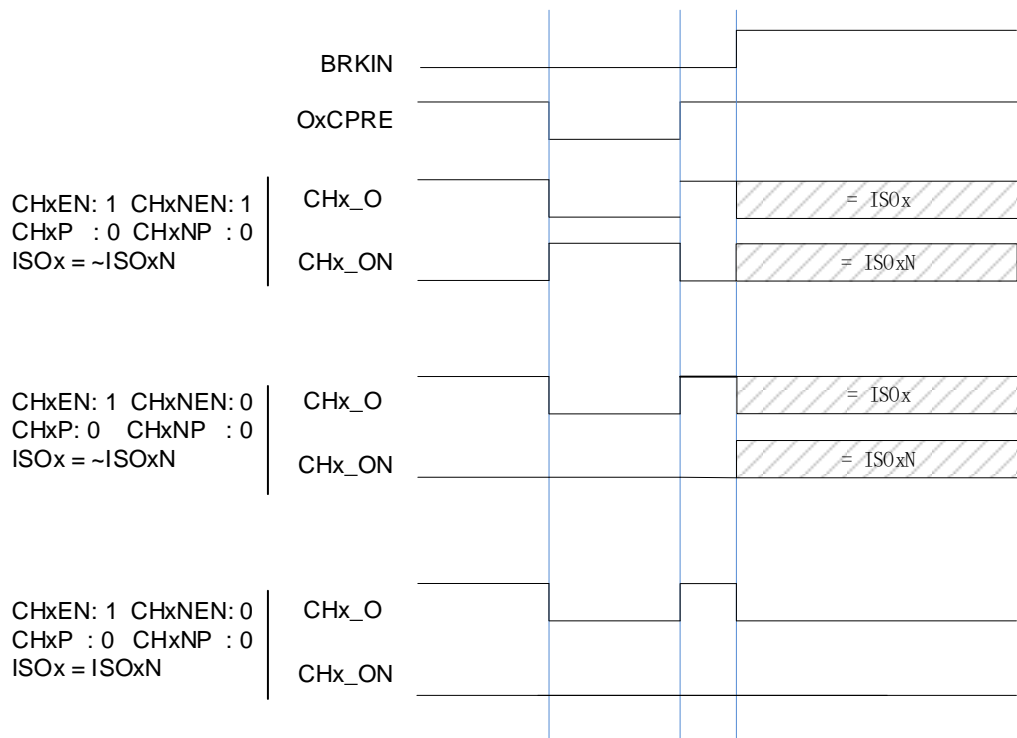 BRKIN
OxCPRE
CHxEN: 1 CHxNEN: 1
CHxP : 0 CHxNP : 0
ISOx = ~ISOxN
CHx_O
= ISOx
CHx_ON
= ISOxN
CHxEN: 1 CHxNEN: 0
CHxP: 0 CHxNP : 0
ISOx = ~ISOxN
CHx_O
= ISOx
CHx_ON
= ISOxN
CHxEN: 1 CHxNEN: 0
CHxP : 0 CHxNP : 0
ISOx = ISOxN
CHx_O
CHx_ON